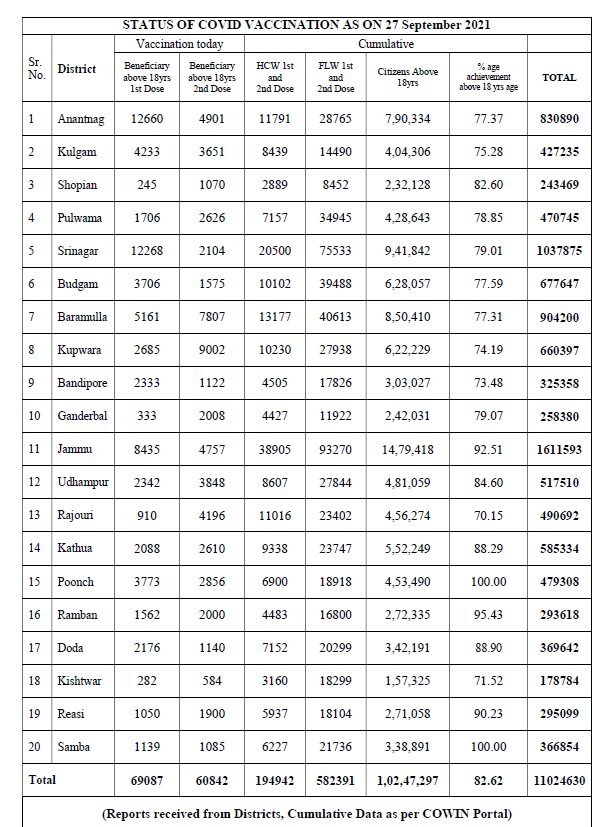 STATUS OF COVID VACCINATION AS ON 27 September 2021
Sr. No. District Vaccination today Cumulative
Beneficiary above 18yrs 1st Dose Beneficiary above 18yrs 2nd Dose HCW 1st and 2nd Dose FLW 1st and 2nd Dose Citizens Above 18yrs % age achievement above 18 yrs age TOTAL
1 Anantnag 12660 4901 11791 28765 7,90,334 77.37 830890
2 Kulgam 4233 3651 8439 14490 4,04,306 75.28 427235
3 Shopian 245 1070 2889 8452 2,32,128 82.60 243469
4 Pulwama 1706 2626 7157 34945 4,28,643 78.85 470745
5 Srinagar 12268 2104 20500 75533 9,41,842 79.01 1037875
6 Budgam 3706 1575 10102 39488 6,28,057 77.59 677647
7 Baramulla 5161 7807 13177 40613 8,50,410 77.31 904200
8 Kupwara 2685 9002 10230 27938 6,22,229 74.19 660397
9 Bandipore 2333 1122 4505 17826 3,03,027 73.48 325358
10 Ganderbal 333 2008 4427 11922 2,42,031 79.07 258380
11 Jammu 8435 4757 38905 93270 14,79,418 92.51 1611593
12 Udhampur 2342 3848 8607 27844 4,81,059 84.60 517510
13 Rajouri 910 4196 11016 23402 4,56,274 70.15 490692
14 Kathua 2088 2610 9338 23747 5,52,249 88.29 585334
15 Poonch 3773 2856 6900 18918 4,53,490 100.00 479308
16 Ramban 1562 2000 4483 16800 2,72,335 95.43 293618
17 Doda 2176 1140 7152 20299 3,42,191 88.90 369642
18 Kishtwar 282 584 3160 18299 1,57,325 71.52 178784
19 Reasi 1050 1900 5937 18104 2,71,058 90.23 295099
20 Samba 1139 1085 6227 21736 3,38,891 100.00 366854
Total 69087 60842 194942 582391 1,02,47,297 82.62 11024630
(Reports received from Districts, Cumulative Data as per COWIN Portal)